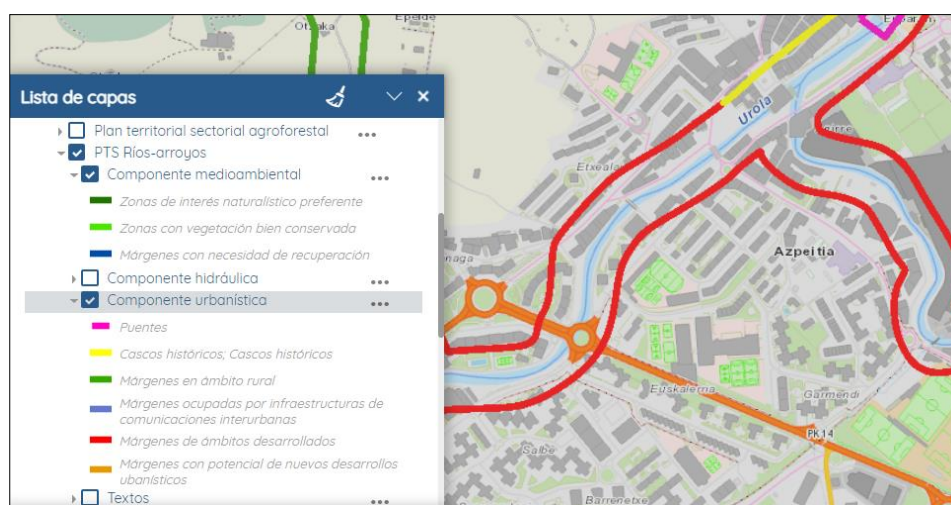 Otzaka
Epelde
Lista de capas
Plan territorial sectorial agroforestal
PTS Ríos-arroyos
Componente medioambiental
Zonas de interés naturalístico preferente
Zonas con vegetación bien conservada
Márgenes con necesidad de recuperación
Componente hidráulica
Componente urbanística
Puentes
Cascos históricos; Cascos históricos
Márgenes en ámbito rural
Márgenes ocupadas por infraestructuras de
comunicaciones interurbanas
Márgenes de ámbitos desarrollados
Márgenes con potencial de nuevos desarrollos
ubanísticos
Textos
Urola
Azpeitia
Euskalerria
Garmendi
PK 14
Salbe
Barrenetxe